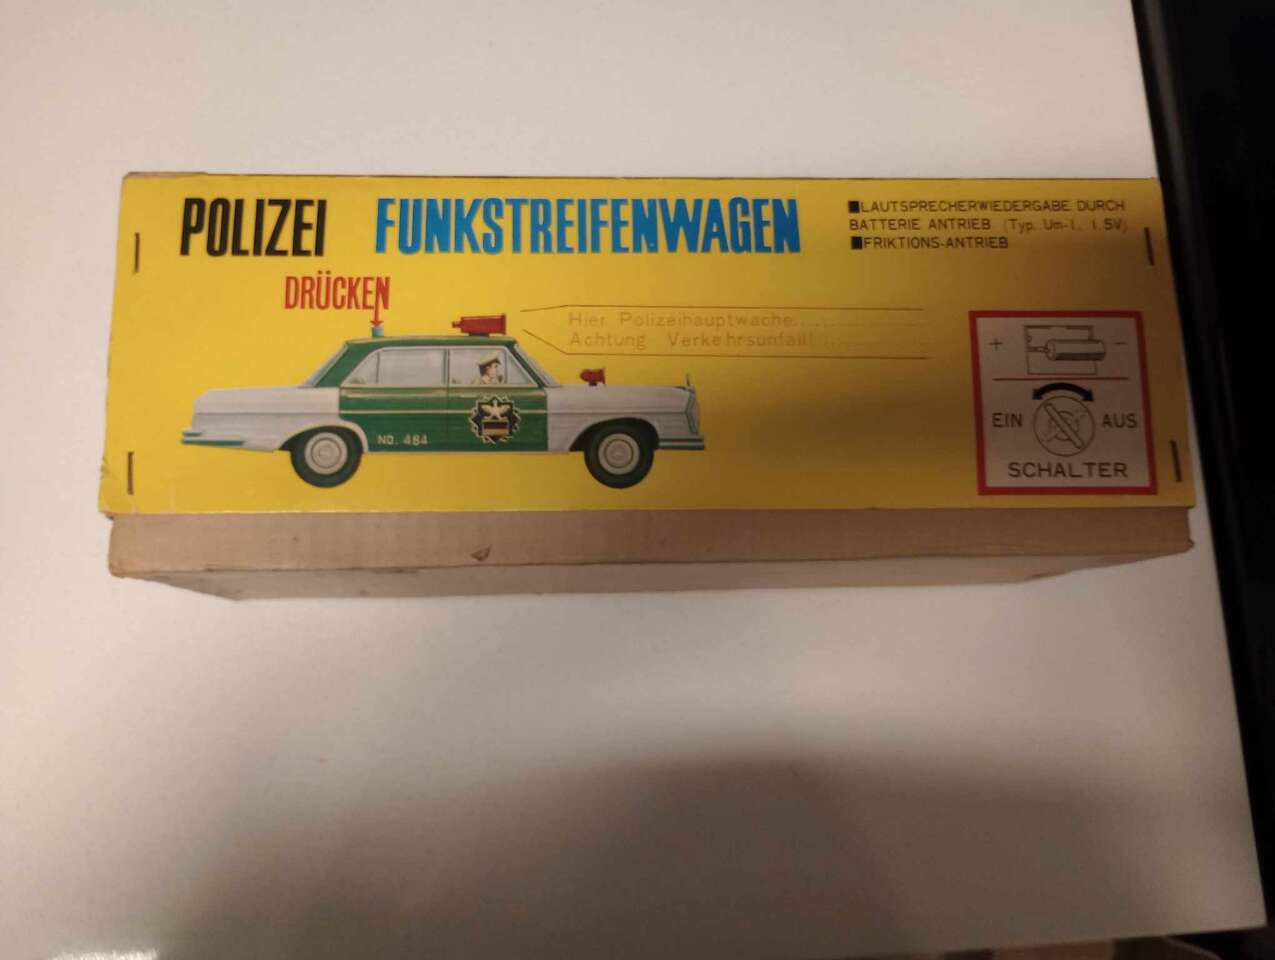 POLIZEI FUNKSTREIFENWAGEN
■LAUTSPRECHERWIEDERGABE DURCH
BATTERIE ANTRIEB (Typ. Um-1, 1.5V)
■FRIKTIONS-ANTRIEB
DRÜCKEN
Hier Polizeihauptwache......
Achtung Verkehrsunfall!
NO. 484
+ −
EIN AUS
SCHALTER